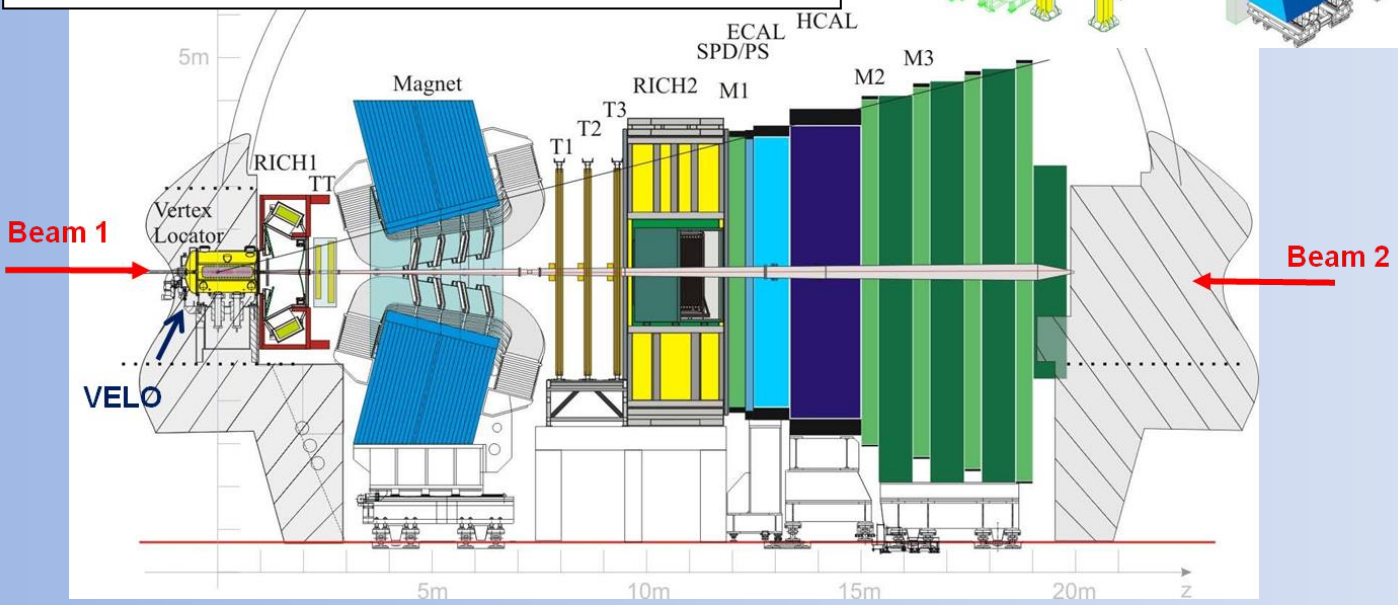 HCAL
ECAL
SPD/PS
5m
M3
M2
Magnet
RICH2
M1
T3
T2
T1
RICH1
TT
Vertex
Locator
Beam 1
Beam 2
VELO
5m
10m
15m
20m
z